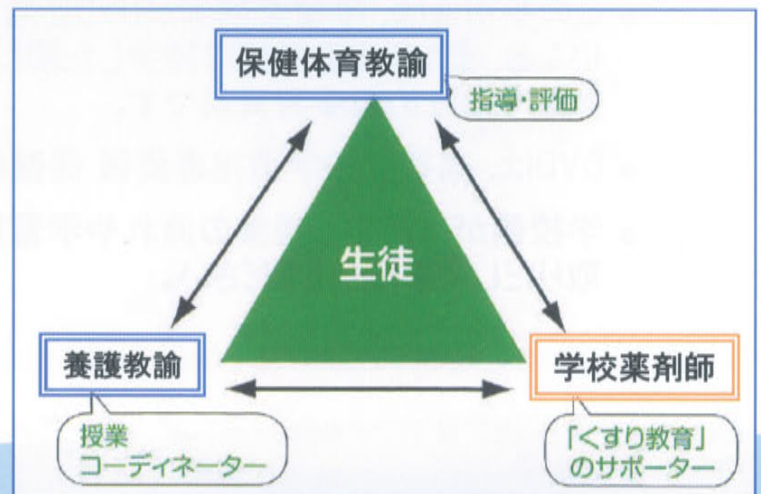 保健体育教諭
指導・評価
生徒
養護教諭
学校薬剤師
授業
コーディネーター
「くすり教育」
のサポーター